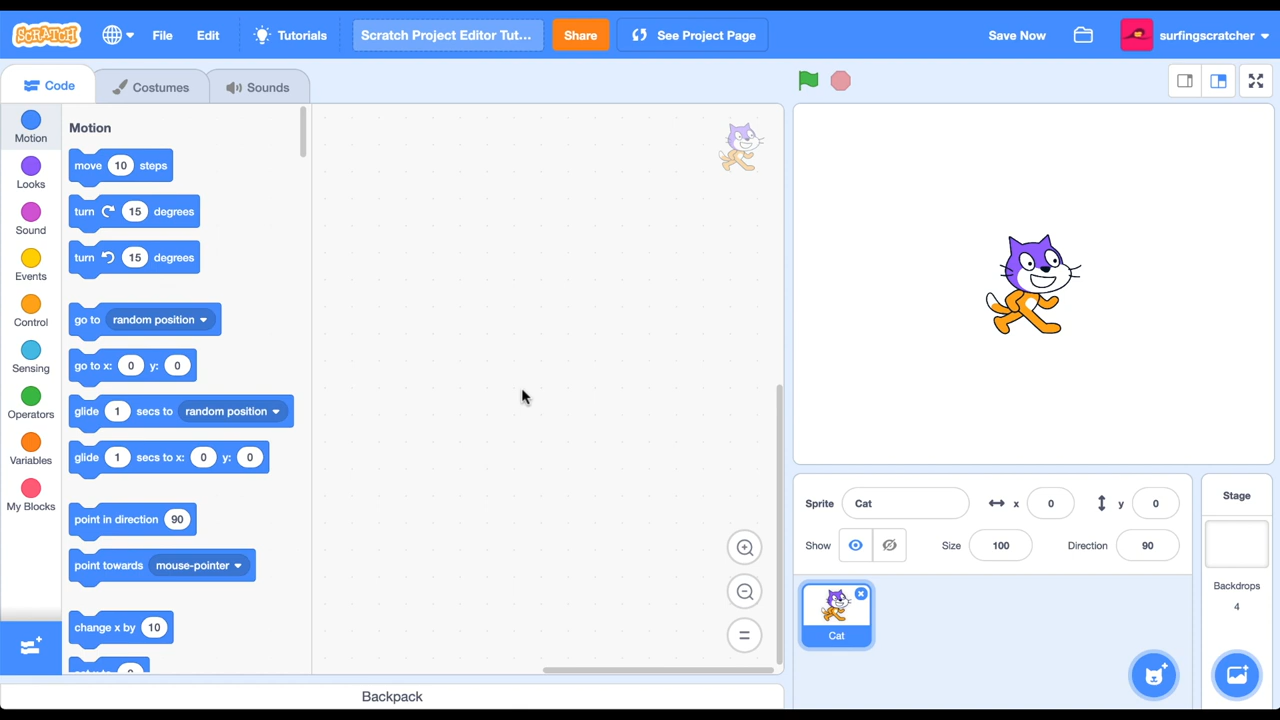 SCRATCH File Edit Tutorials Scratch Project Editor Tut... Share See Project Page Save Now surfingscratcher
Code Costumes Sounds
Motion
Looks
Sound
Events
Control
Sensing
Operators
Variables
My Blocks
Motion
move 10 steps
turn 15 degrees
turn 15 degrees
go to random position
go to x: 0 y: 0
glide 1 secs to random position
glide 1 secs to x: 0 y: 0
point in direction 90
point towards mouse-pointer
change x by 10
Backpack
Sprite Cat x 0 y 0
Show Size 100 Direction 90
Cat
Stage
Backdrops
4